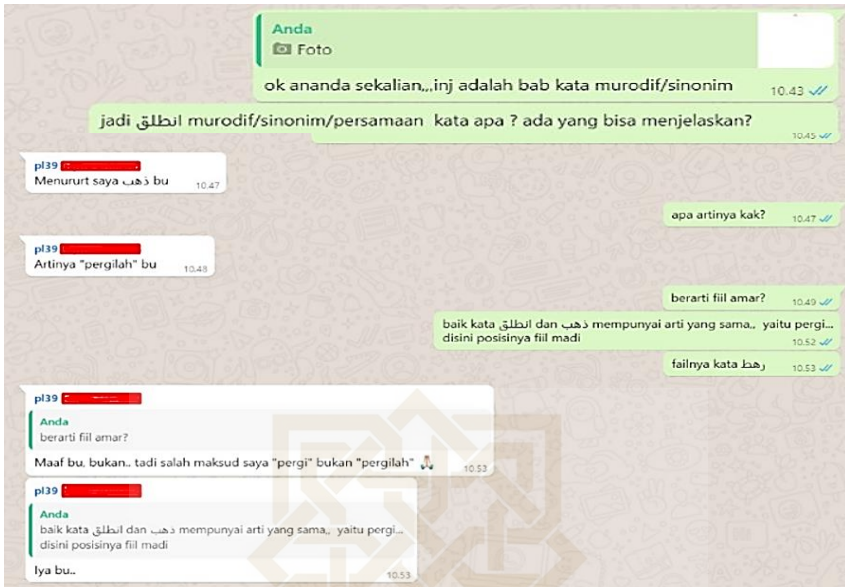 Anda
Foto
ok ananda sekalian,,,inj adalah bab kata murodif/sinonim
10.43
jadi انطلق murodif/sinonim/persamaan kata apa ? ada yang bisa menjelaskan?
10.45
pl39
Menururt saya ذهب bu
10.47
apa artinya kak?
10.47
pl39
Artinya "pergilah" bu
10.48
berarti fiil amar?
10.49
baik kata انطلق dan ذهب mempunyai arti yang sama,, yaitu pergi...
disini posisinya fiil madi
10.52
failnya kata رهط
10.53
pl39
Anda
berarti fiil amar?
Maaf bu, bukan.. tadi salah maksud saya "pergi" bukan "pergilah" 🙏
10.53
pl39
Anda
baik kata انطلق dan ذهب mempunyai arti yang sama,, yaitu pergi...
disini posisinya fiil madi
Iya bu..
10.53